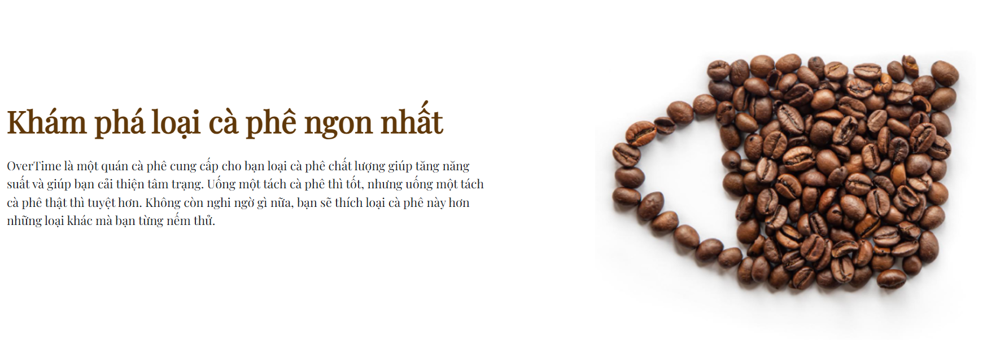 Khám phá loại cà phê ngon nhất
OverTime là một quán cà phê cung cấp cho bạn loại cà phê chất lượng giúp tăng năng
suất và giúp bạn cải thiện tâm trạng. Uống một tách cà phê thì tốt, nhưng uống một tách
cà phê thật thì tuyệt hơn. Không còn nghi ngờ gì nữa, bạn sẽ thích loại cà phê này hơn
những loại khác mà bạn từng nếm thử.